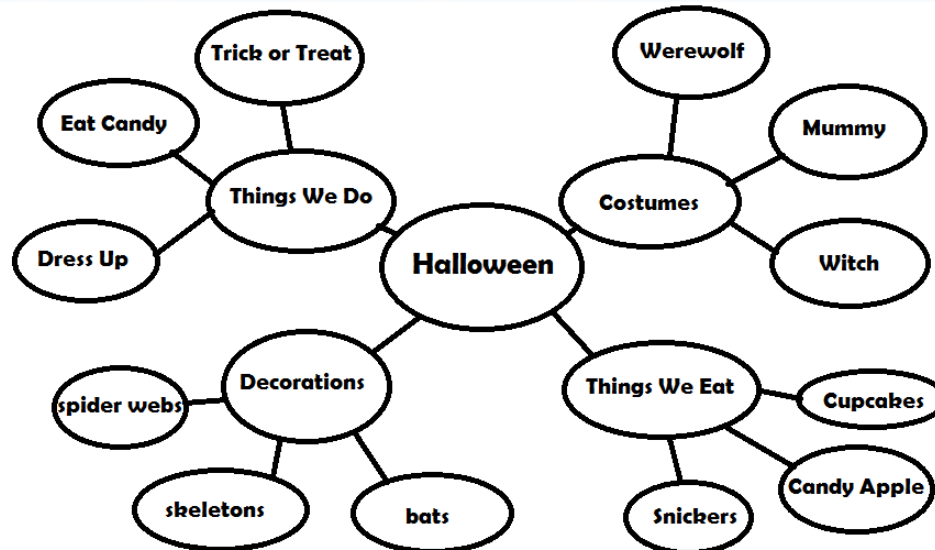 Halloween
Things We Do
Trick or Treat
Eat Candy
Dress Up
Costumes
Werewolf
Mummy
Witch
Decorations
spider webs
skeletons
bats
Things We Eat
Cupcakes
Candy Apple
Snickers